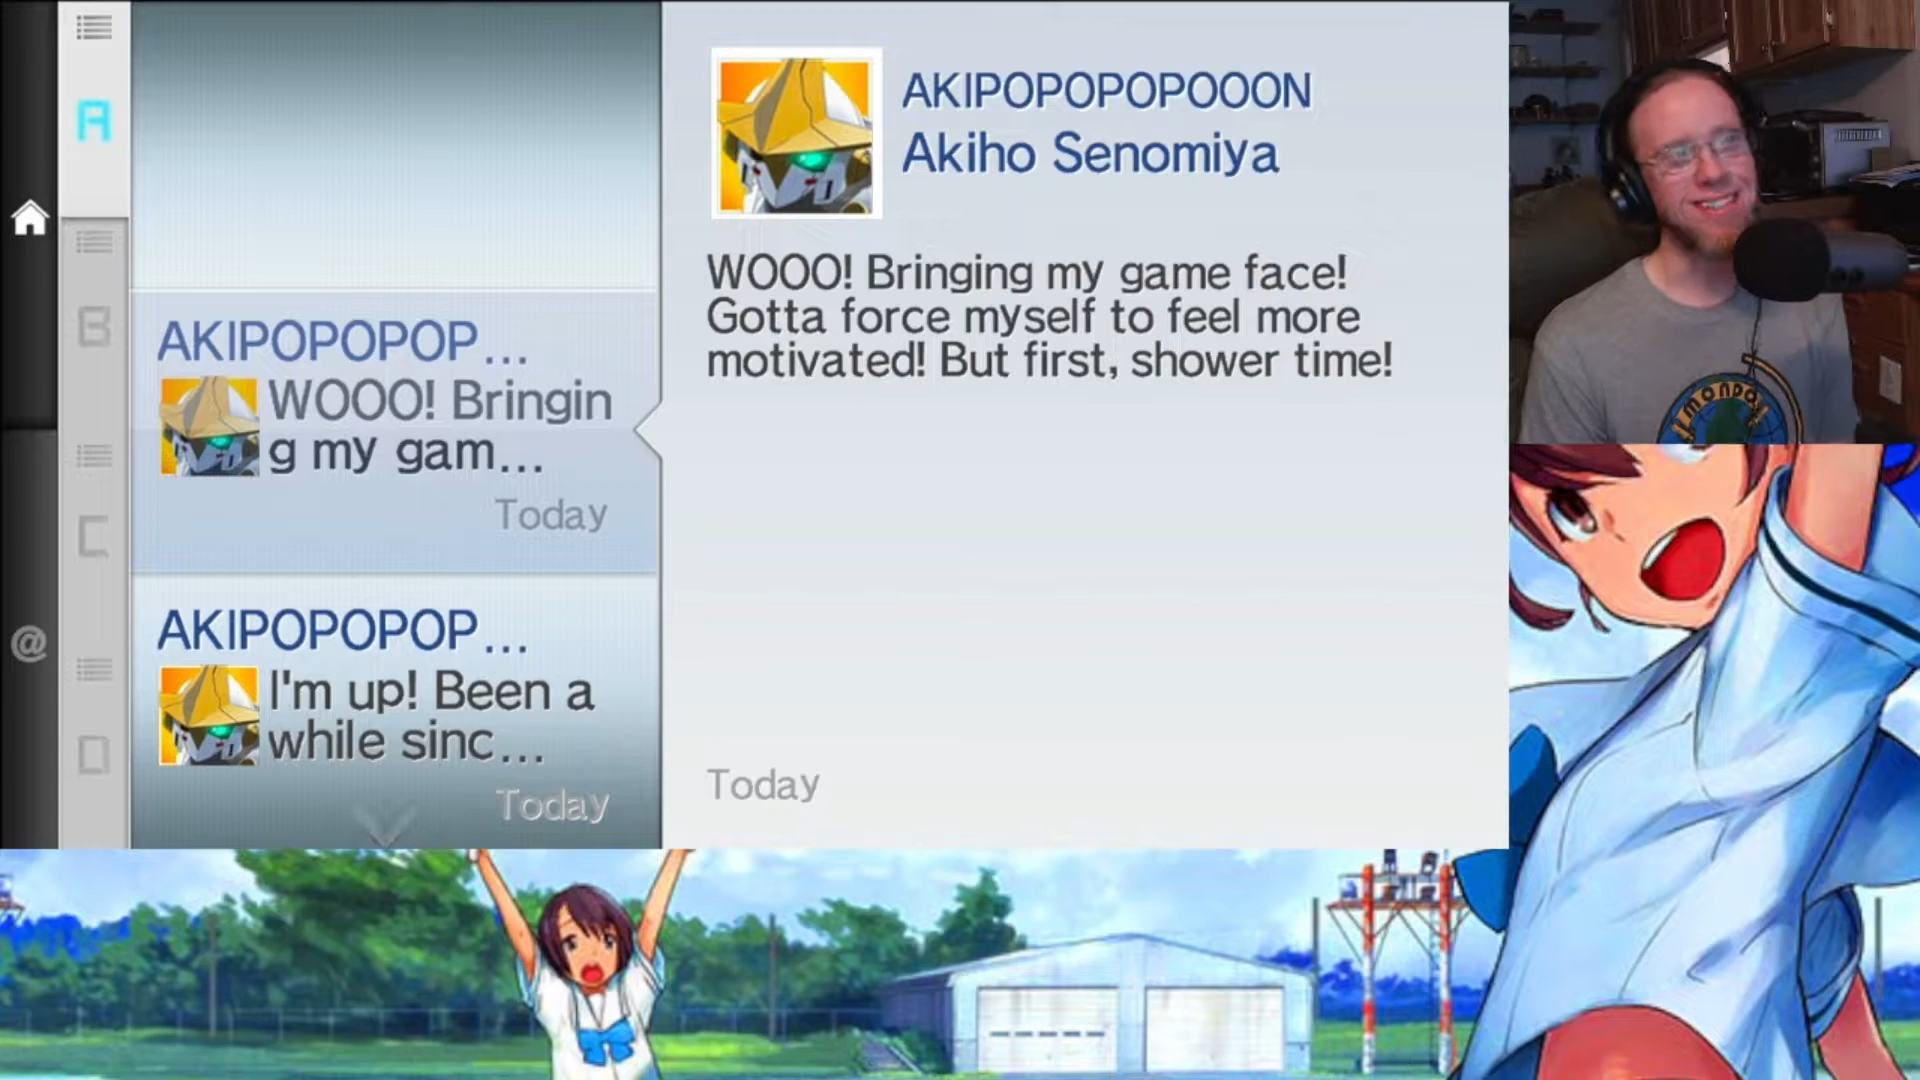 A
B
C
D
@
AKIPOPOPOP...
WOOO! Bringin
g my gam...
Today
AKIPOPOPOP...
I'm up! Been a
while sinc...
Today
AKIPOPOPOPOOON
Akiho Senomiya
WOOO! Bringing my game face!
Gotta force myself to feel more
motivated! But first, shower time!
Today
MONDO